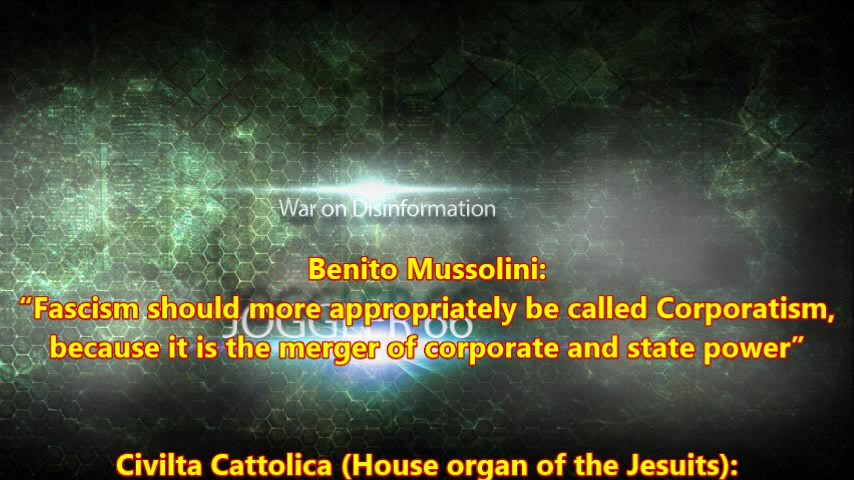 War on Disinformation
Benito Mussolini:
“Fascism should more appropriately be called Corporatism,
because it is the merger of corporate and state power”
Civilta Cattolica (House organ of the Jesuits):